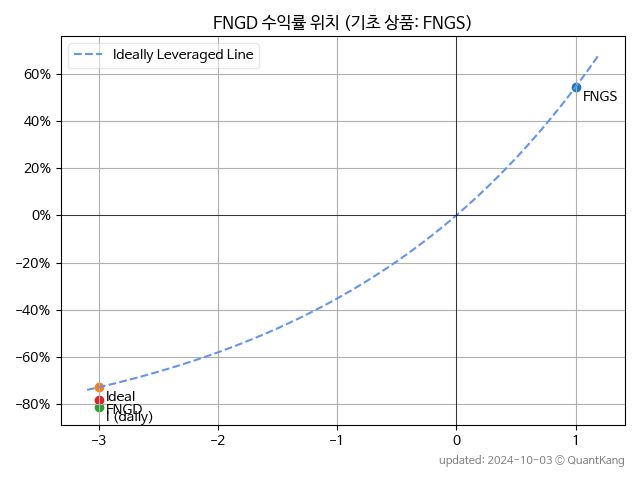 FNGD 수익률 위치 (기초 상품: FNGS)
Ideally Leveraged Line
60%
40%
20%
0%
-20%
-40%
-60%
-80%
FNGS
Ideal
FNGD
(daily)
-3
-2
-1
0
1
updated: 2024-10-03 © QuantKang